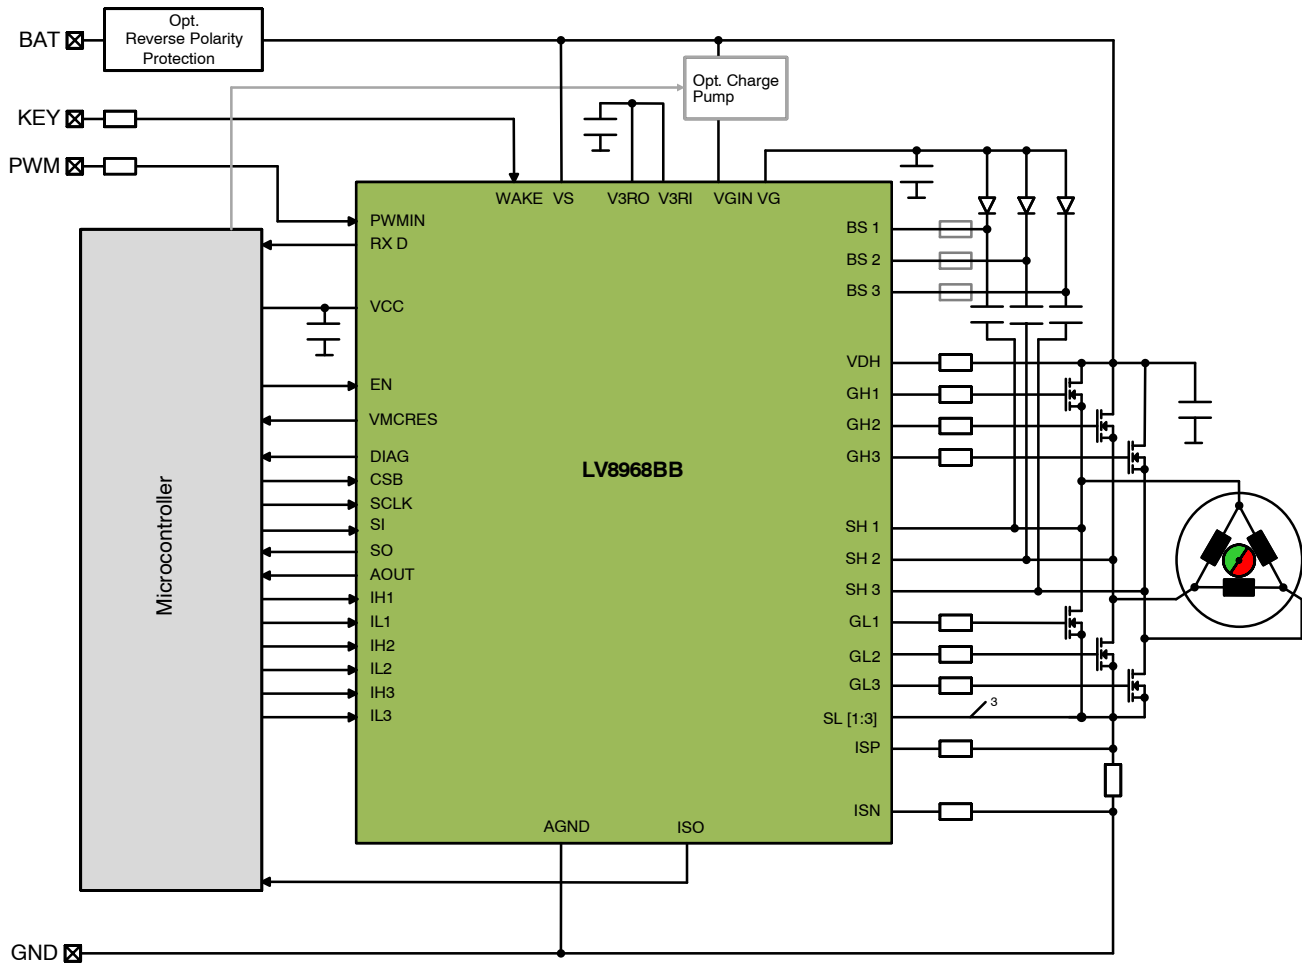 BAT
Opt.
Reverse Polarity
Protection
Opt. Charge
Pump
KEY
PWM
WAKE VS V3RO V3RI VGIN VG
PWMIN
RX D
VCC
EN
VMCRES
DIAG
CSB
SCLK
SI
SO
AOUT
IH1
IL1
IH2
IL2
IH3
IL3
Microcontroller
LV8968BB
BS 1
BS 2
BS 3
VDH
GH1
GH2
GH3
SH 1
SH 2
SH 3
GL1
GL2
GL3
SL [1:3]
3
ISP
ISN
AGND ISO
GND